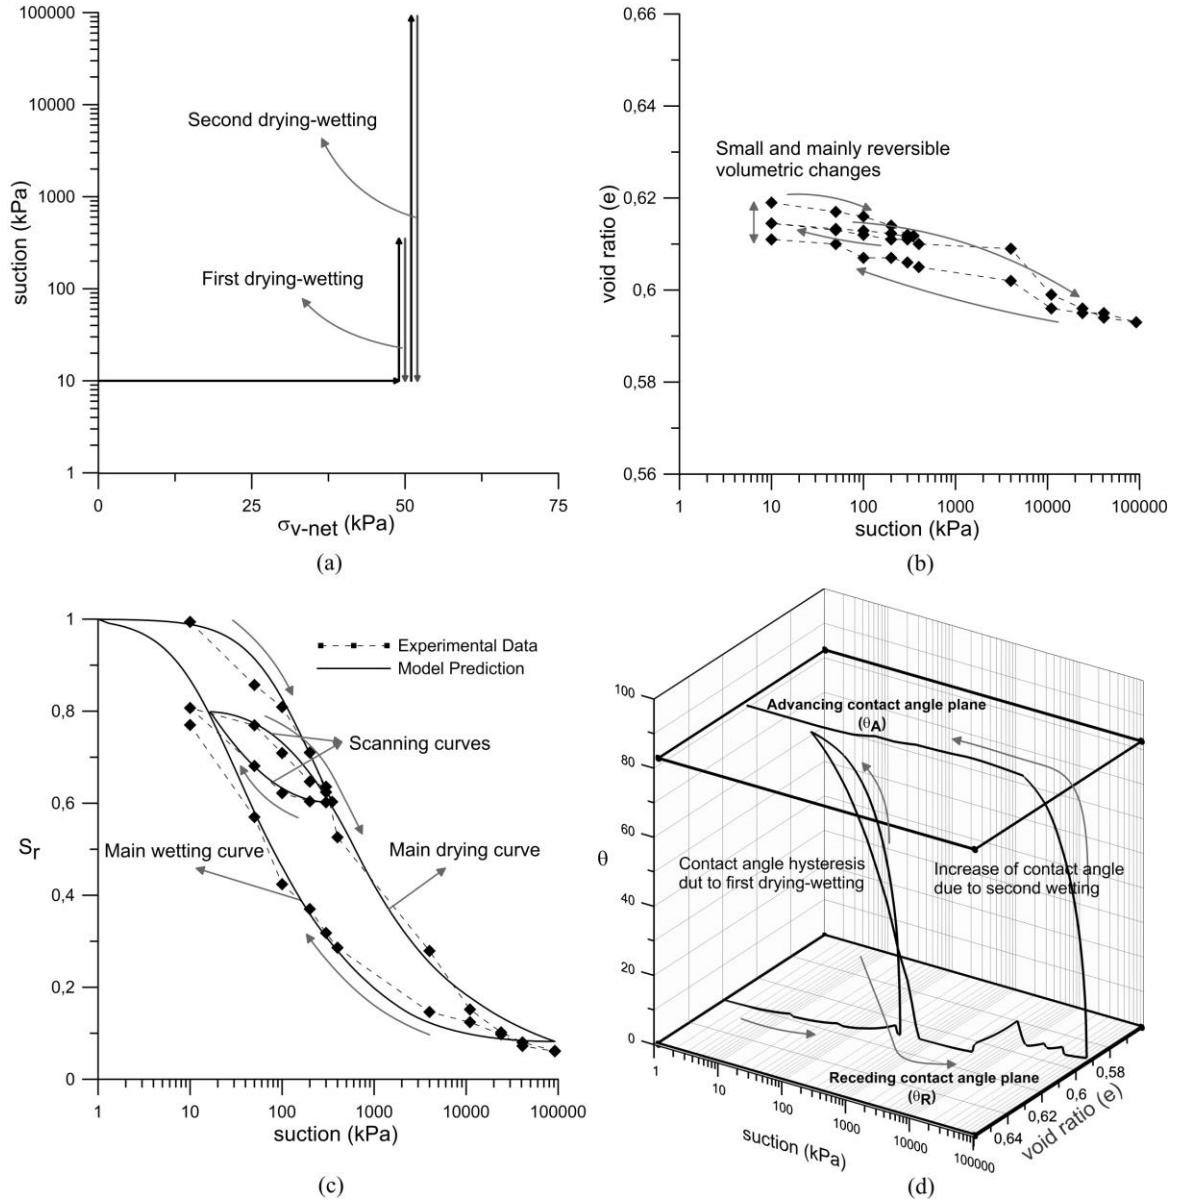 100000
10000
1000
100
10
1
suction (kPa)
Second drying-wetting
First drying-wetting
0
25
50
75
σv-net (kPa)
(a)
0,66
0,64
0,62
0,6
0,58
0,56
void ratio (e)
Small and mainly reversible
volumetric changes
1
10
100
1000
10000
100000
suction (kPa)
(b)
1
0,8
0,6
0,4
0,2
0
Sr
Experimental Data
Model Prediction
Scanning curves
Main wetting curve
Main drying curve
1
10
100
1000
10000
100000
suction (kPa)
(c)
100
80
60
40
20
0
θ
Advancing contact angle plane
(θA)
Contact angle hysteresis
dut to first drying-wetting
Increase of contact angle
due to second wetting
Receding contact angle plane
(θR)
1
10
100
1000
10000
100000
suction (kPa)
0,58
0,6
0,62
0,64
void ratio (e)
(d)